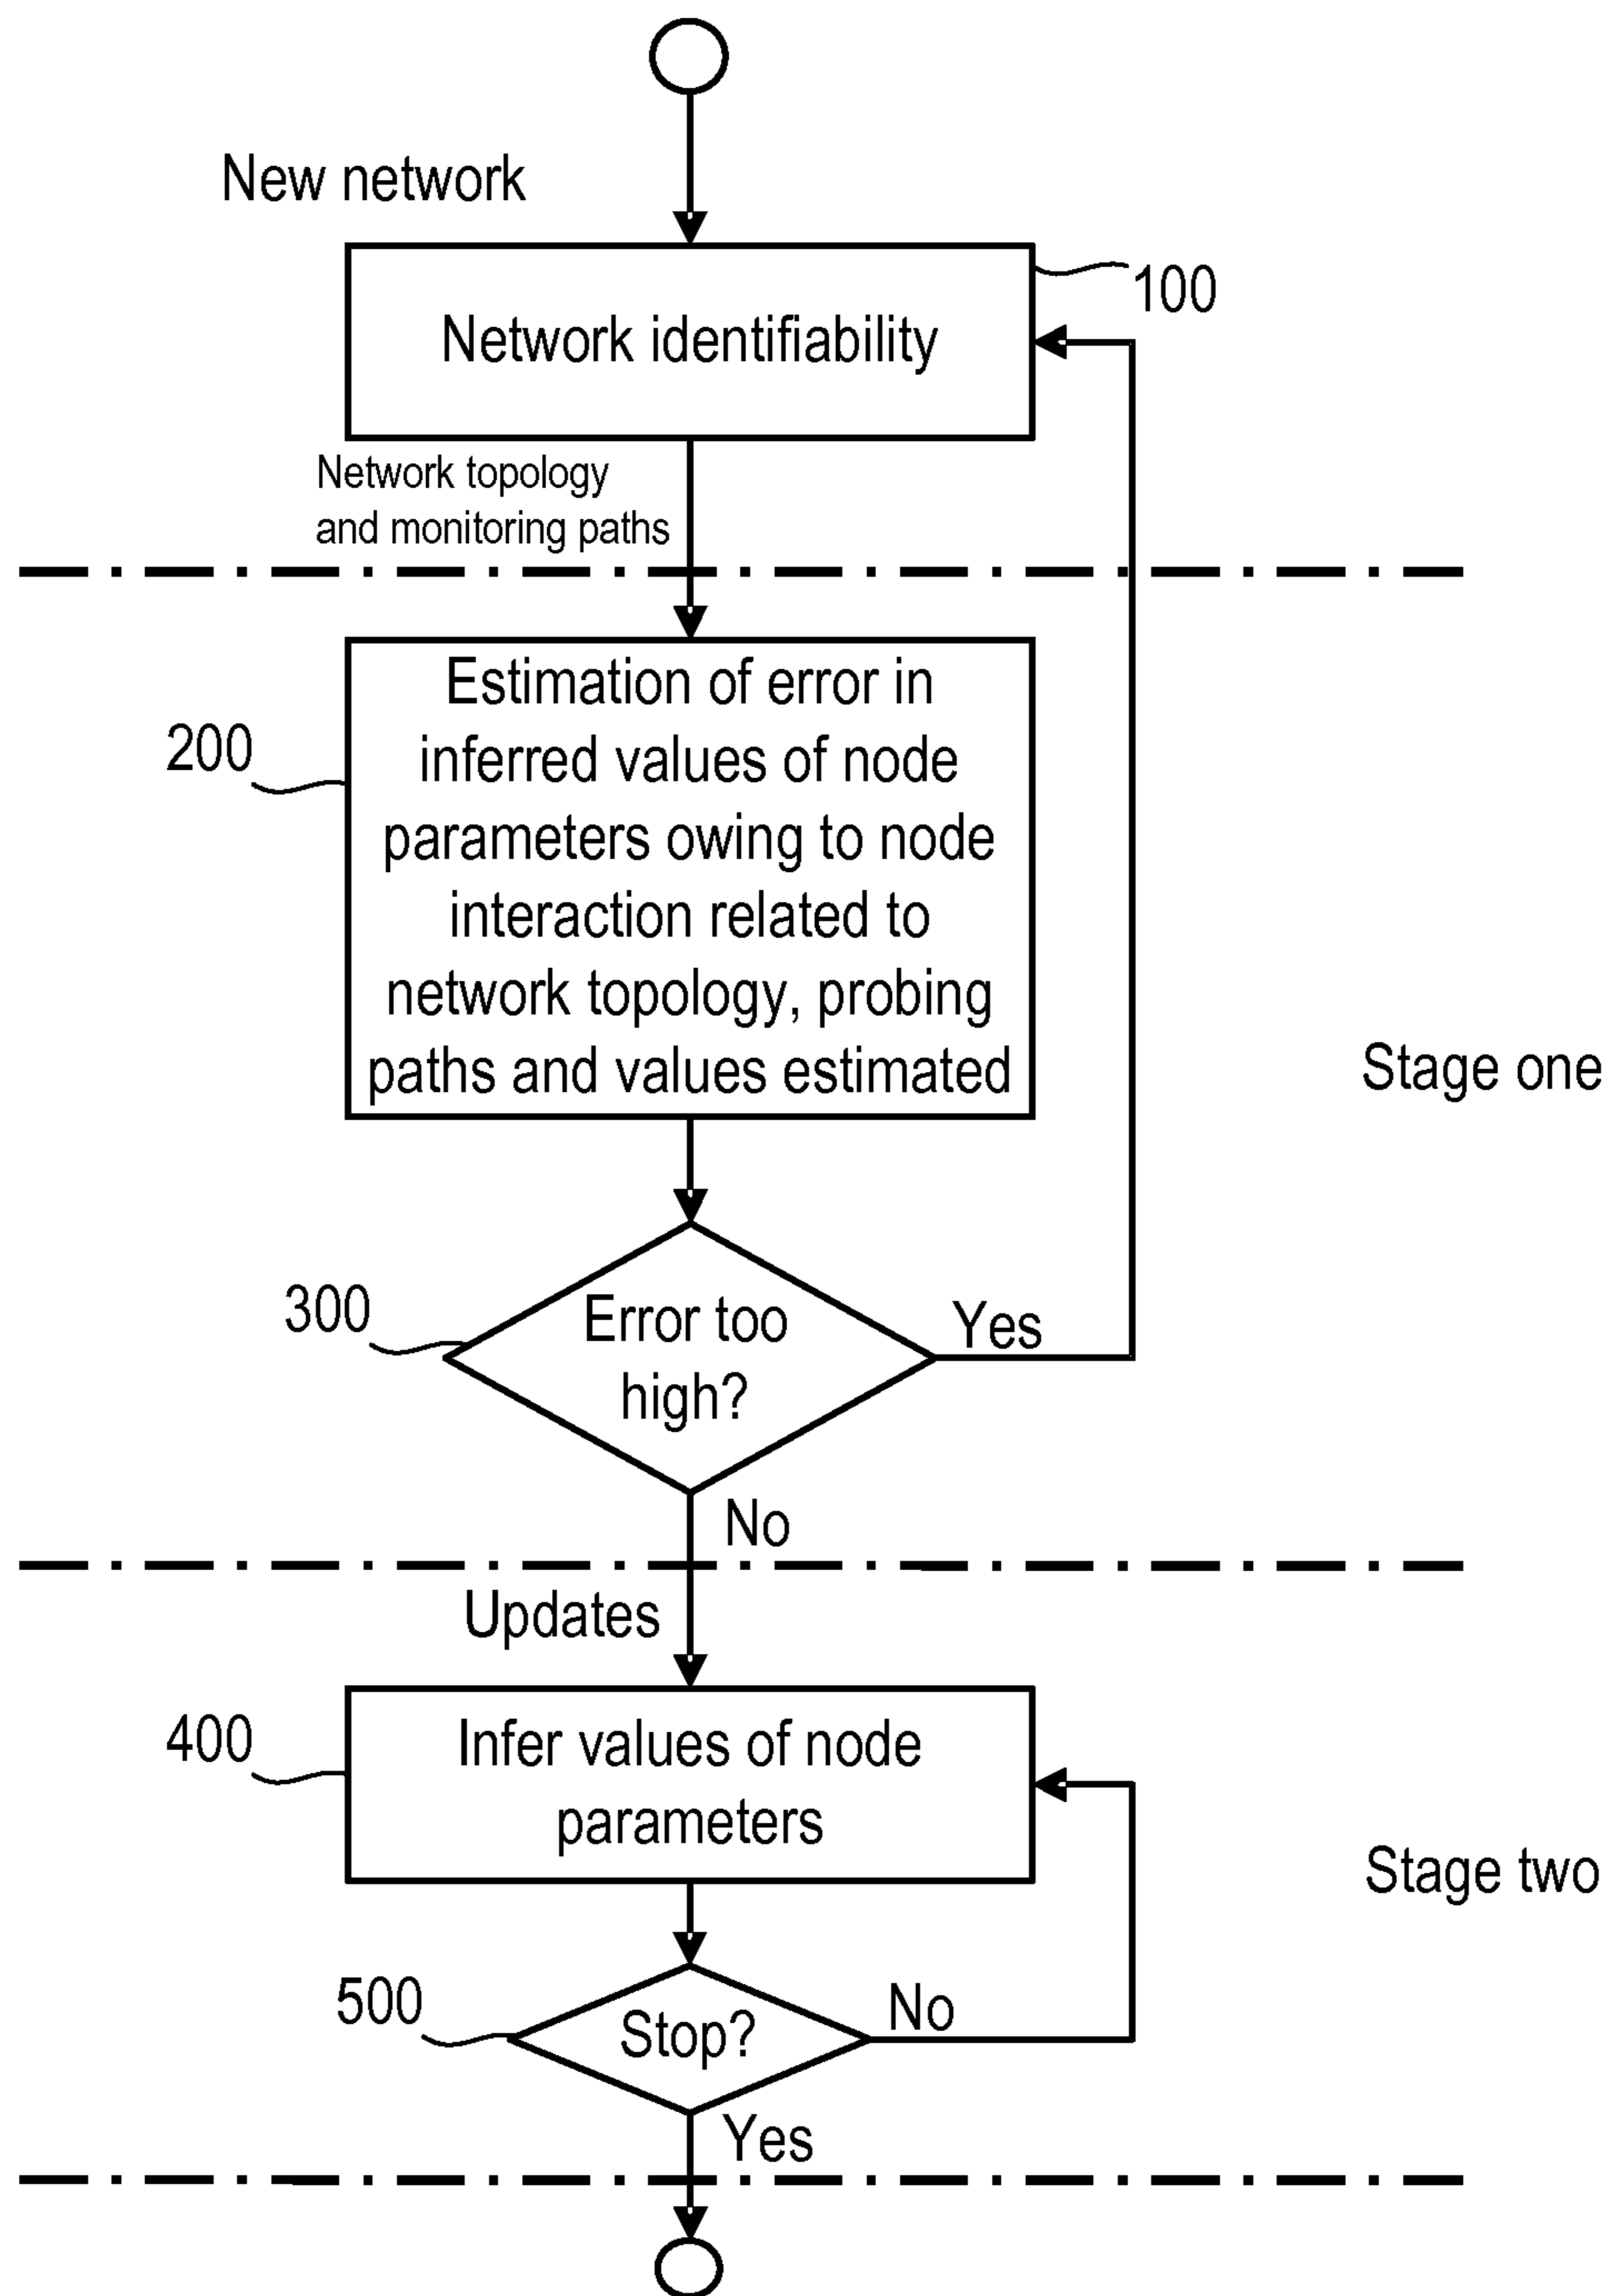 New network
100
Network identifiability
Network topology
and monitoring paths
200
Estimation of error in
inferred values of node
parameters owing to node
interaction related to
network topology, probing
paths and values estimated
Stage one
300
Error too
high?
Yes
No
Updates
400
Infer values of node
parameters
Stage two
500
Stop?
No
Yes